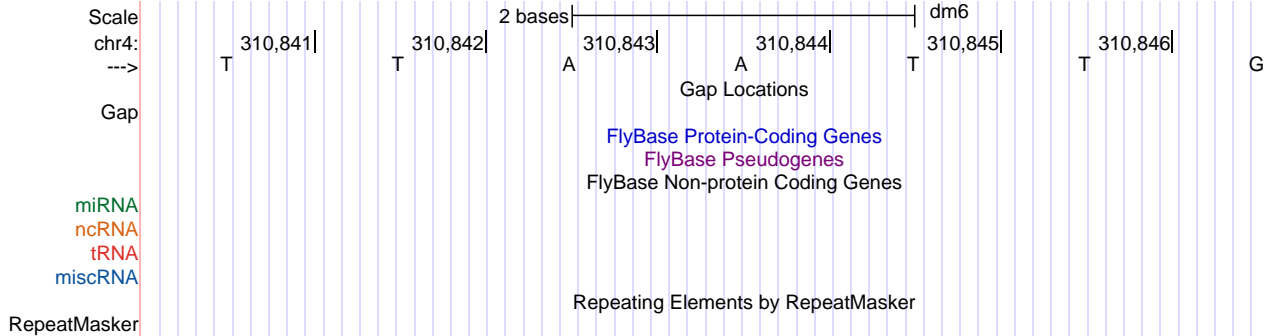 Scale 2 bases dm6
chr4: 310,841 310,842 310,843 310,844 310,845 310,846
---> T T A A T T G
Gap Locations
Gap
FlyBase Protein-Coding Genes
FlyBase Pseudogenes
FlyBase Non-protein Coding Genes
miRNA
ncRNA
tRNA
miscRNA
Repeating Elements by RepeatMasker
RepeatMasker